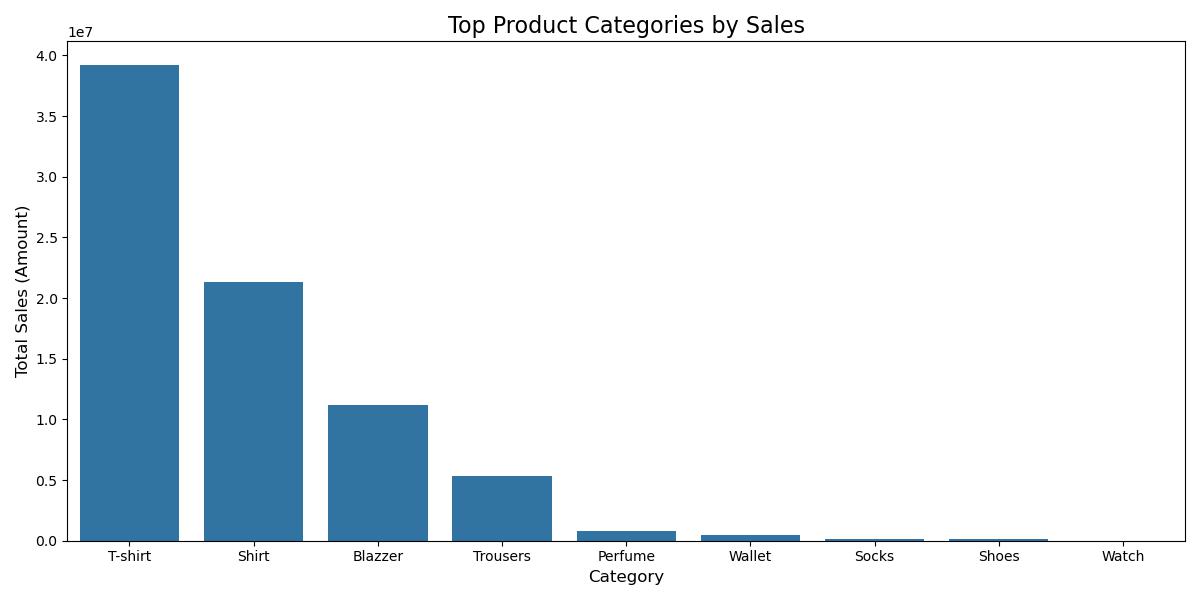 Top Product Categories by Sales
1e7
4.0
3.5
3.0
2.5
2.0
1.5
1.0
0.5
0.0
Total Sales (Amount)
T-shirt Shirt Blazzer Trousers Perfume Wallet Socks Shoes Watch
Category